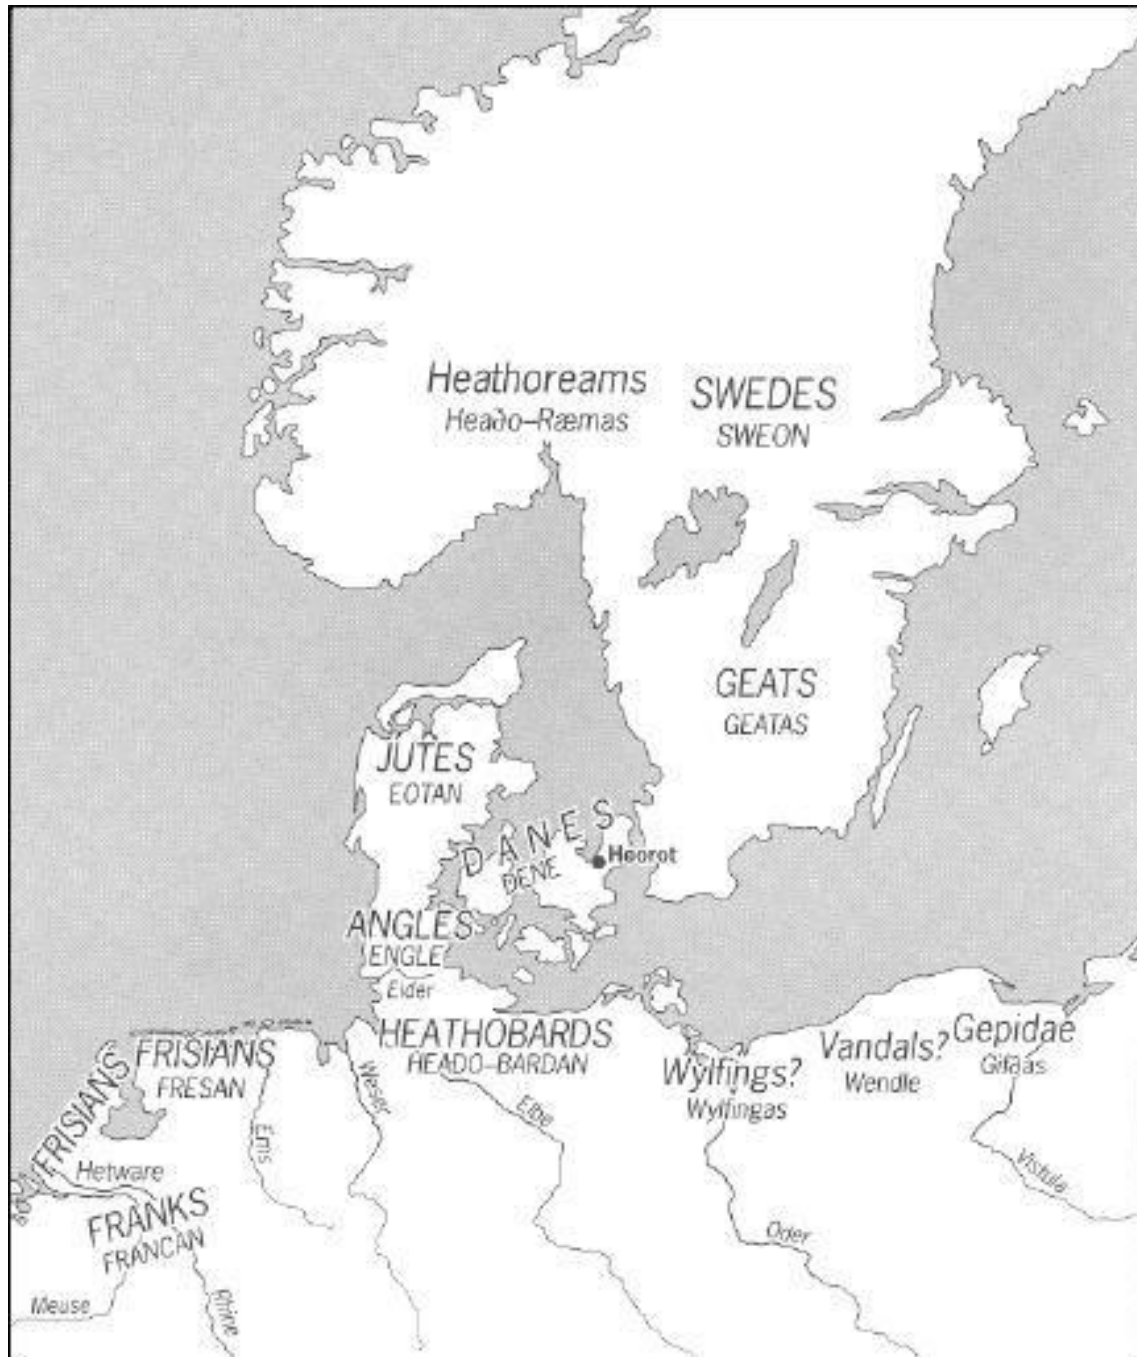 Heathoreams
Heaðo–Ræmas
SWEDES
SWEON
GEATS
GEATAS
JUTES
EOTAN
DANES
DENE
Heorot
ANGLES
ENGLE
Eider
HEATHOBARDS
HEAÐO–BARDAN
FRISIANS
FRESAN
FRISIANS
Wylfings?
Wylfingas
Vandals?
Wendle
Gepidae
Gifðas
Weser
Ems
Elbe
Oder
Vistula
Hetware
FRANKS
FRANCAN
Meuse
Rhine